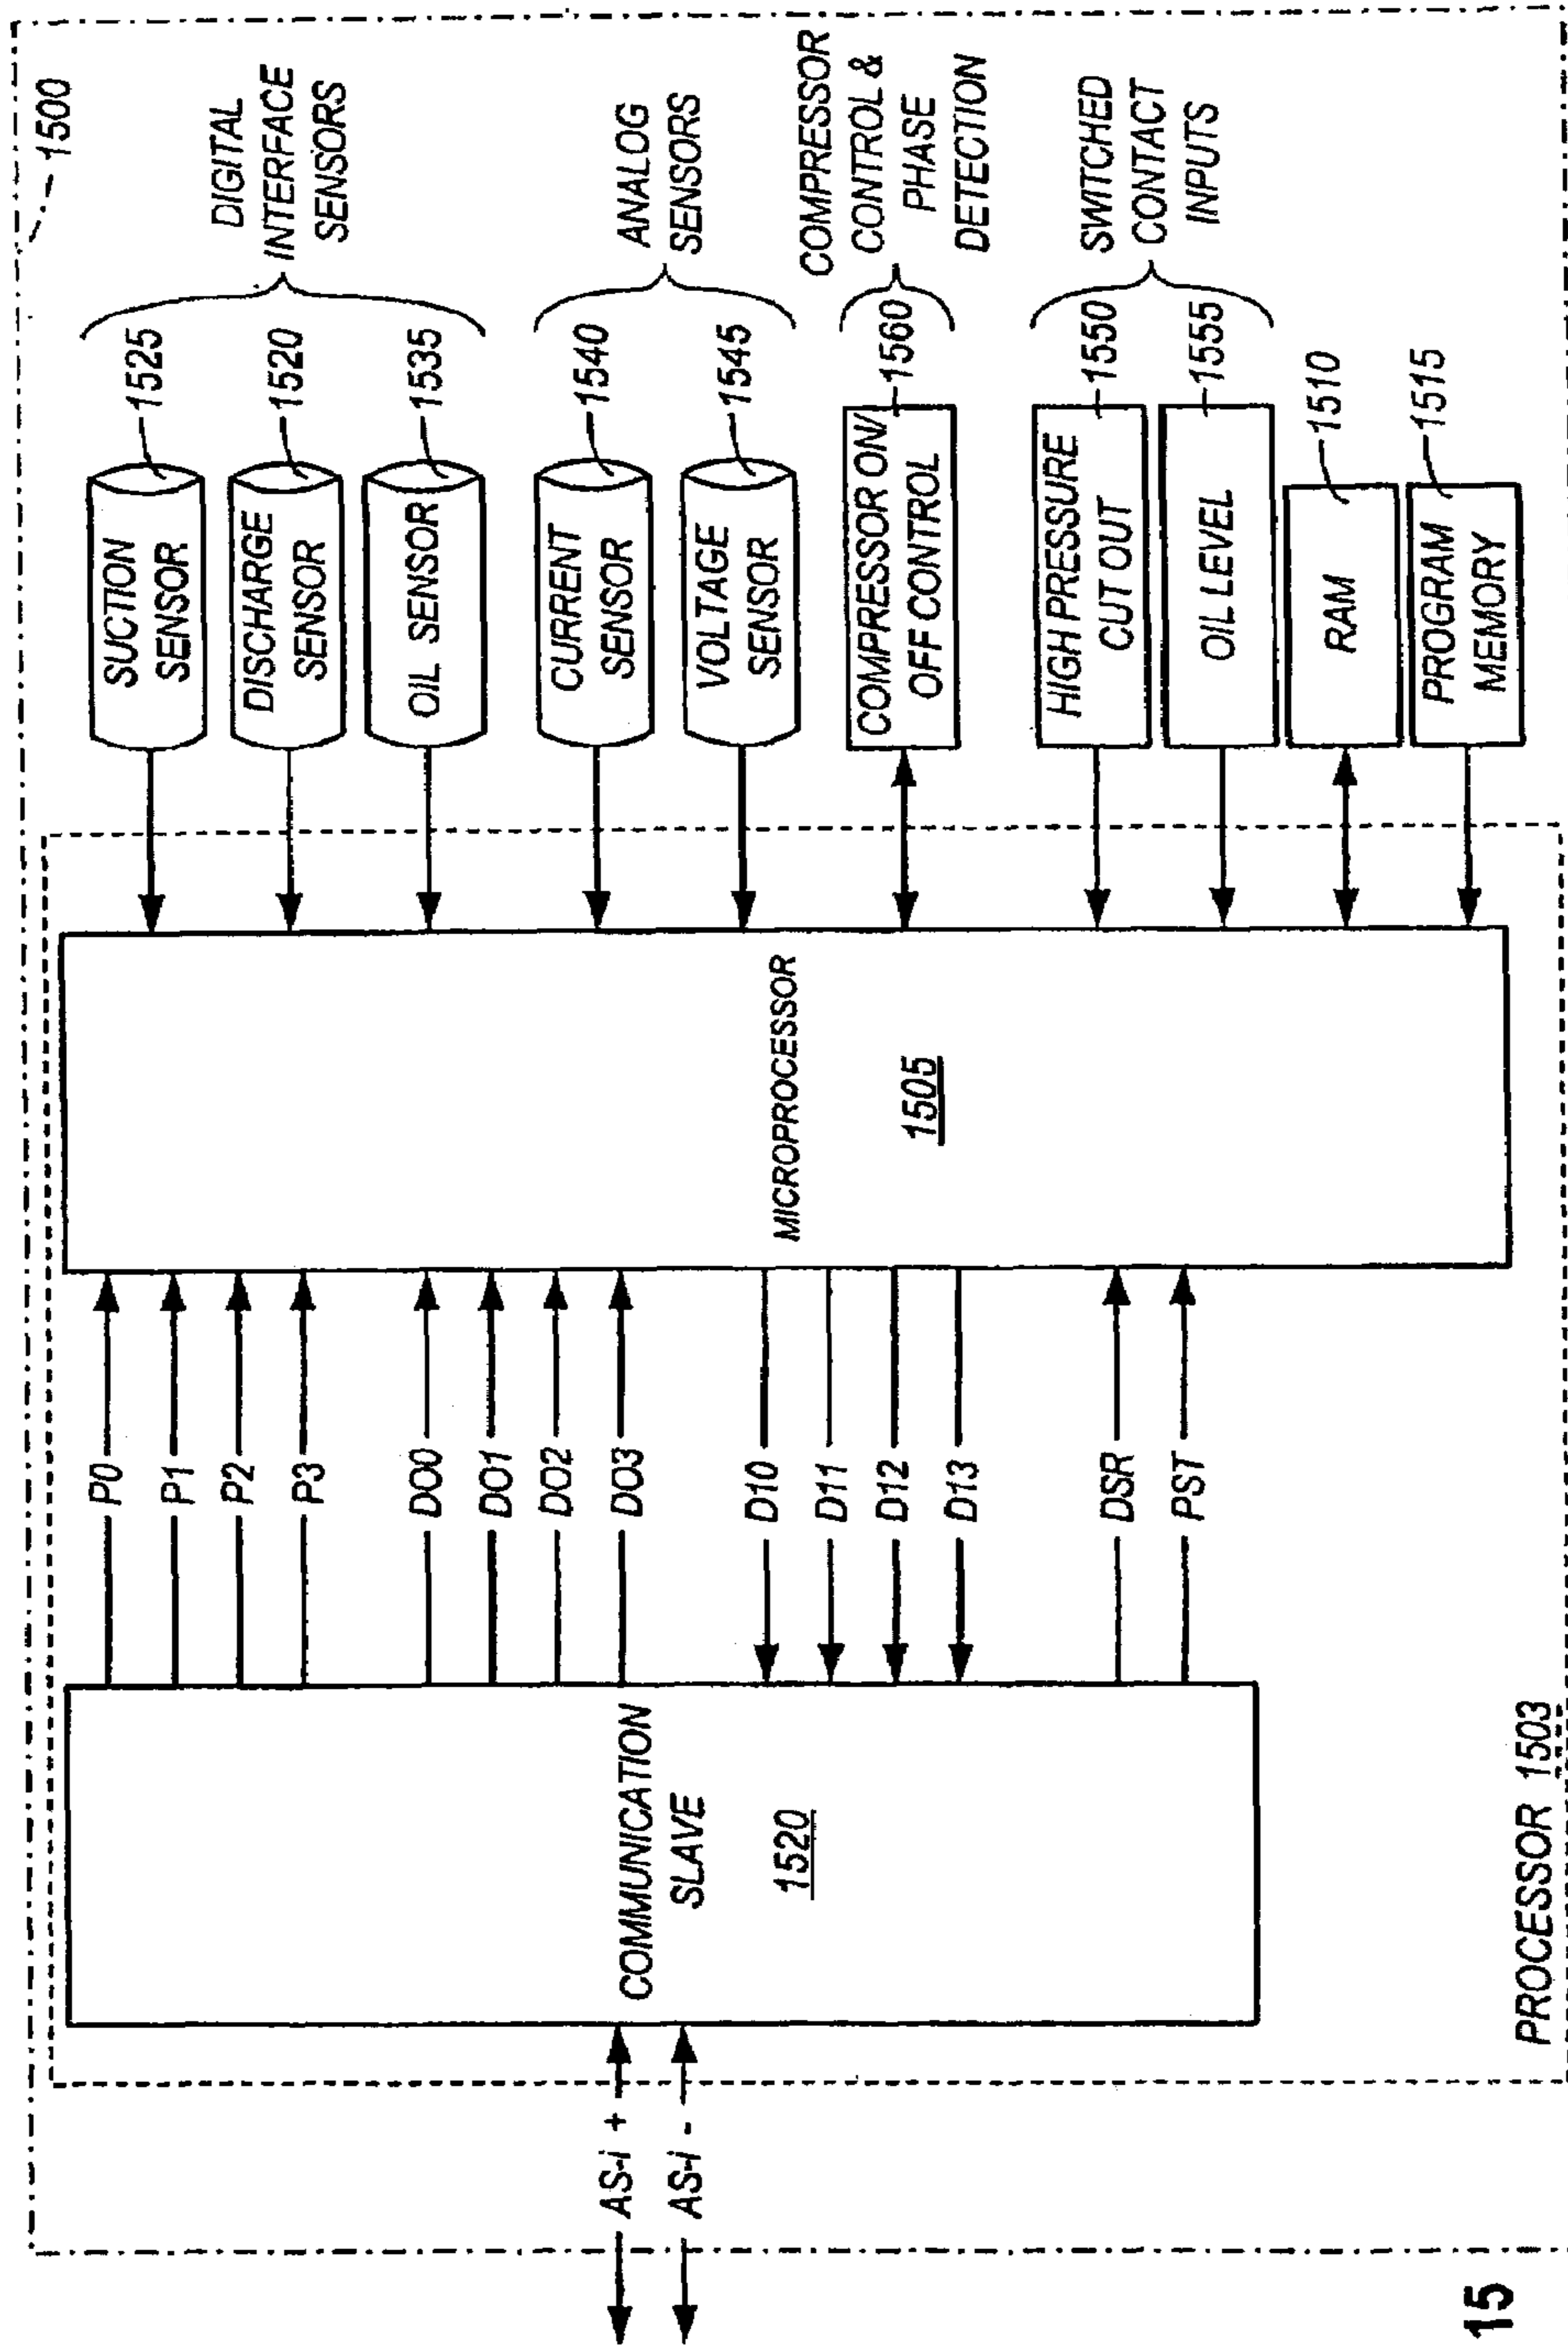 1500
SUCTION
SENSOR
1525
DISCHARGE
SENSOR
1520
OIL SENSOR
1535
DIGITAL
INTERFACE
SENSORS
CURRENT
SENSOR
1540
VOLTAGE
SENSOR
1545
ANALOG
SENSORS
COMPRESSOR ON/
OFF CONTROL
1560
COMPRESSOR
CONTROL &
PHASE
DETECTION
HIGH PRESSURE
CUT OUT
1550
OIL LEVEL
1555
SWITCHED
CONTACT
INPUTS
RAM
1510
PROGRAM
MEMORY
1515
MICROPROCESSOR
1505
P0
P1
P2
P3
DO0
DO1
DO2
DO3
D10
D11
D12
D13
DSR
PST
COMMUNICATION
SLAVE
1520
AS-i +
AS-i -
PROCESSOR 1503
15